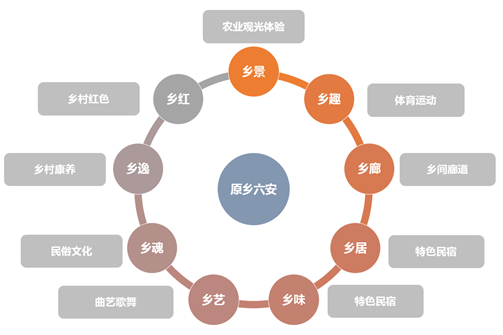 农业观光体验
乡景
乡村红色
乡红
乡趣
体育运动
乡村康养
乡逸
原乡六安
乡廊
乡间廊道
民俗文化
乡魂
乡居
特色民宿
曲艺歌舞
乡艺
乡味
特色民宿